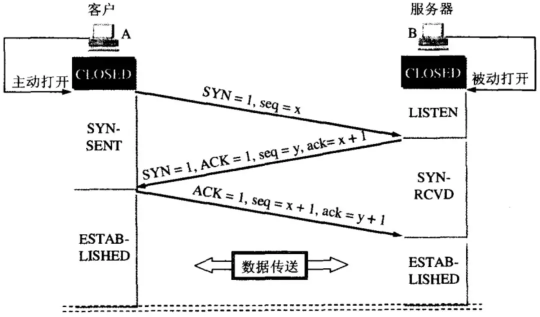 客户
服务器
A
B
主动打开
CLOSED
CLOSED
被动打开
SYN = 1, seq = x
LISTEN
SYN-
SENT
SYN = 1, ACK = 1, seq = y, ack= x + 1
SYN-
RCVD
ACK = 1, seq = x + 1, ack = y + 1
ESTAB-
LISHED
数据传送
ESTAB-
LISHED